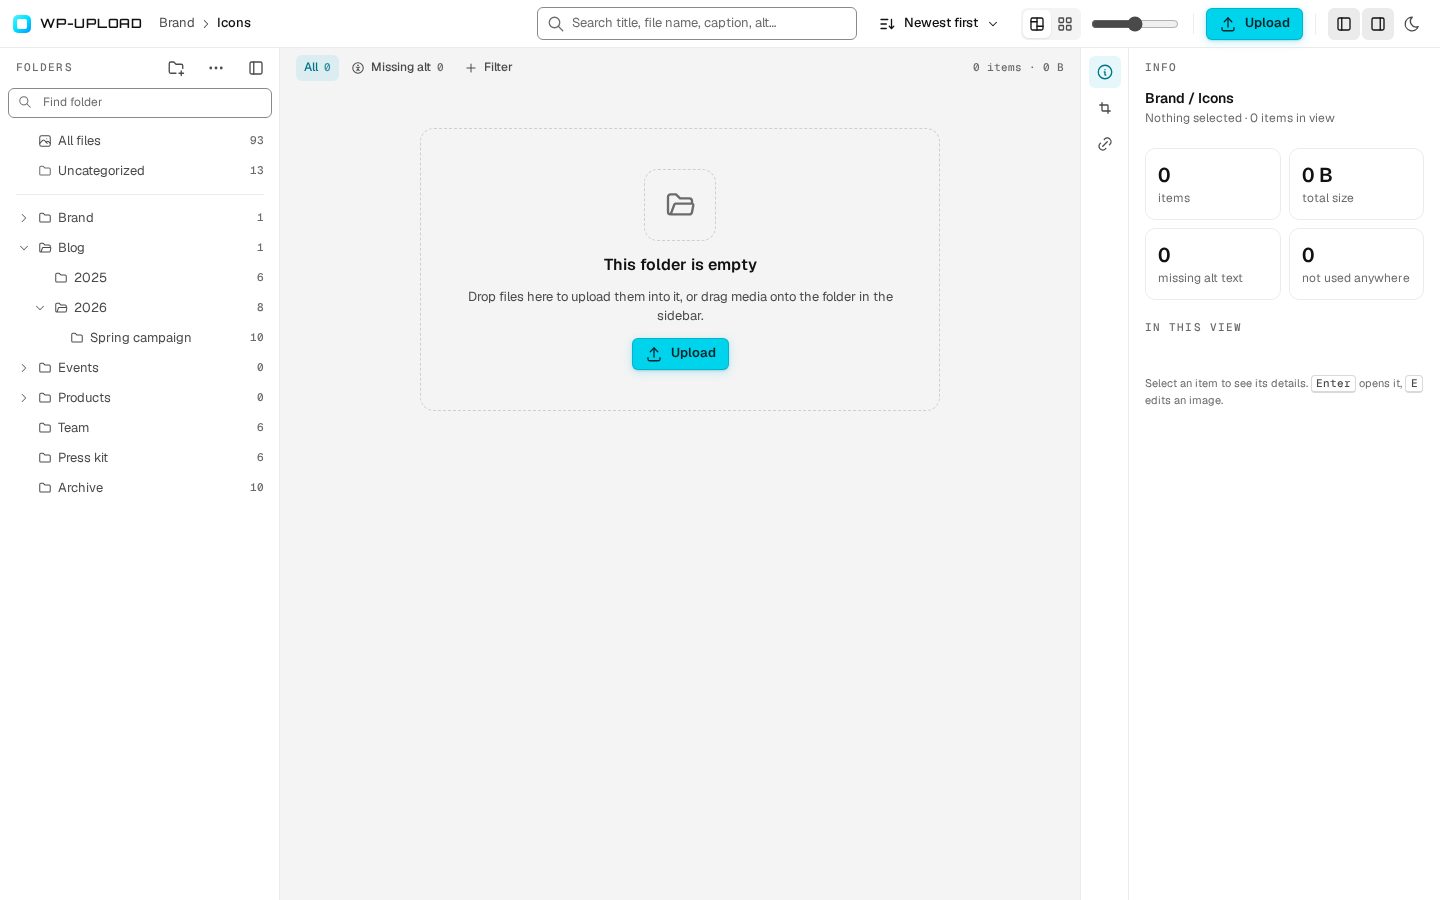 WP-UPLOAD
Brand > Icons
Search title, file name, caption, alt...
Newest first
Upload
FOLDERS
Find folder
All files 93
Uncategorized 13
Brand 1
Blog 1
2025 6
2026 8
Spring campaign 10
Events 0
Products 0
Team 6
Press kit 6
Archive 10
All 0
Missing alt 0
Filter
0 items · 0 B
This folder is empty
Drop files here to upload them into it, or drag media onto the folder in the
sidebar.
Upload
INFO
Brand / Icons
Nothing selected · 0 items in view
0
items
0 B
total size
0
missing alt text
0
not used anywhere
IN THIS VIEW
Select an item to see its details. Enter opens it, E
edits an image.